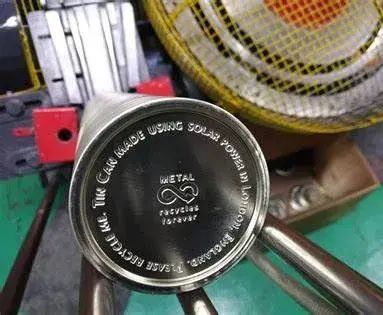 TIN CAN MADE USING SOLAR POWER IN LONDON, ENGLAND. PLEASE RECYCLE ME.
METAL
recycles
forever